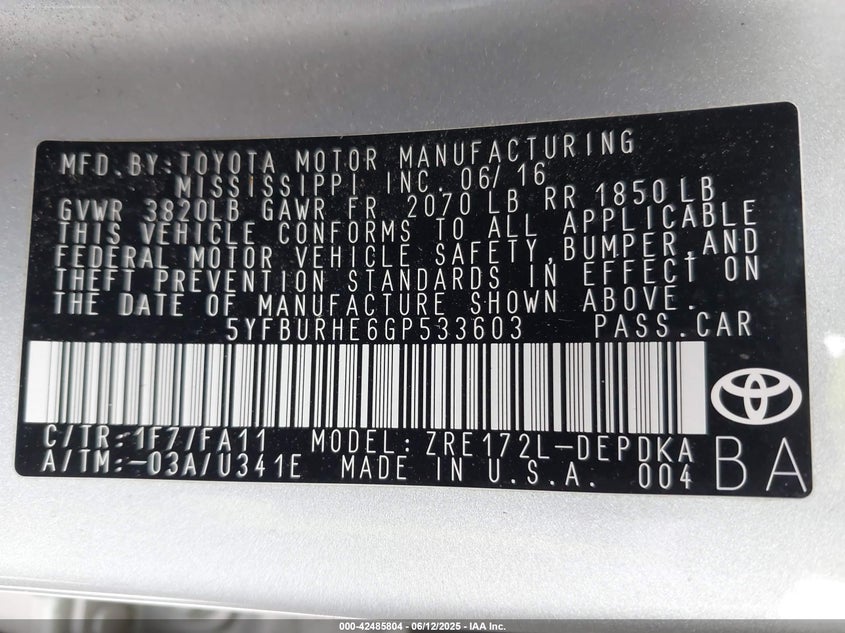 MFD. BY: TOYOTA MOTOR MANUFACTURING
MISSISSIPPI INC. 06/16
GVWR 3820LB GAWR FR 2070 LB RR 1850 LB
THIS VEHICLE CONFORMS TO ALL APPLICABLE
FEDERAL MOTOR VEHICLE SAFETY, BUMPER, AND
THEFT PREVENTION STANDARDS IN EFFECT ON
THE DATE OF MANUFACTURE SHOWN ABOVE.
5YFBURHE6GP533603 PASS.CAR
C/TR: 1F7/FA11 MODEL: ZRE172L-DEPDKA
A/TM: -03A/U341E MADE IN U.S.A. 004
BA
000-42485804 - 06/12/2025 - IAA Inc.